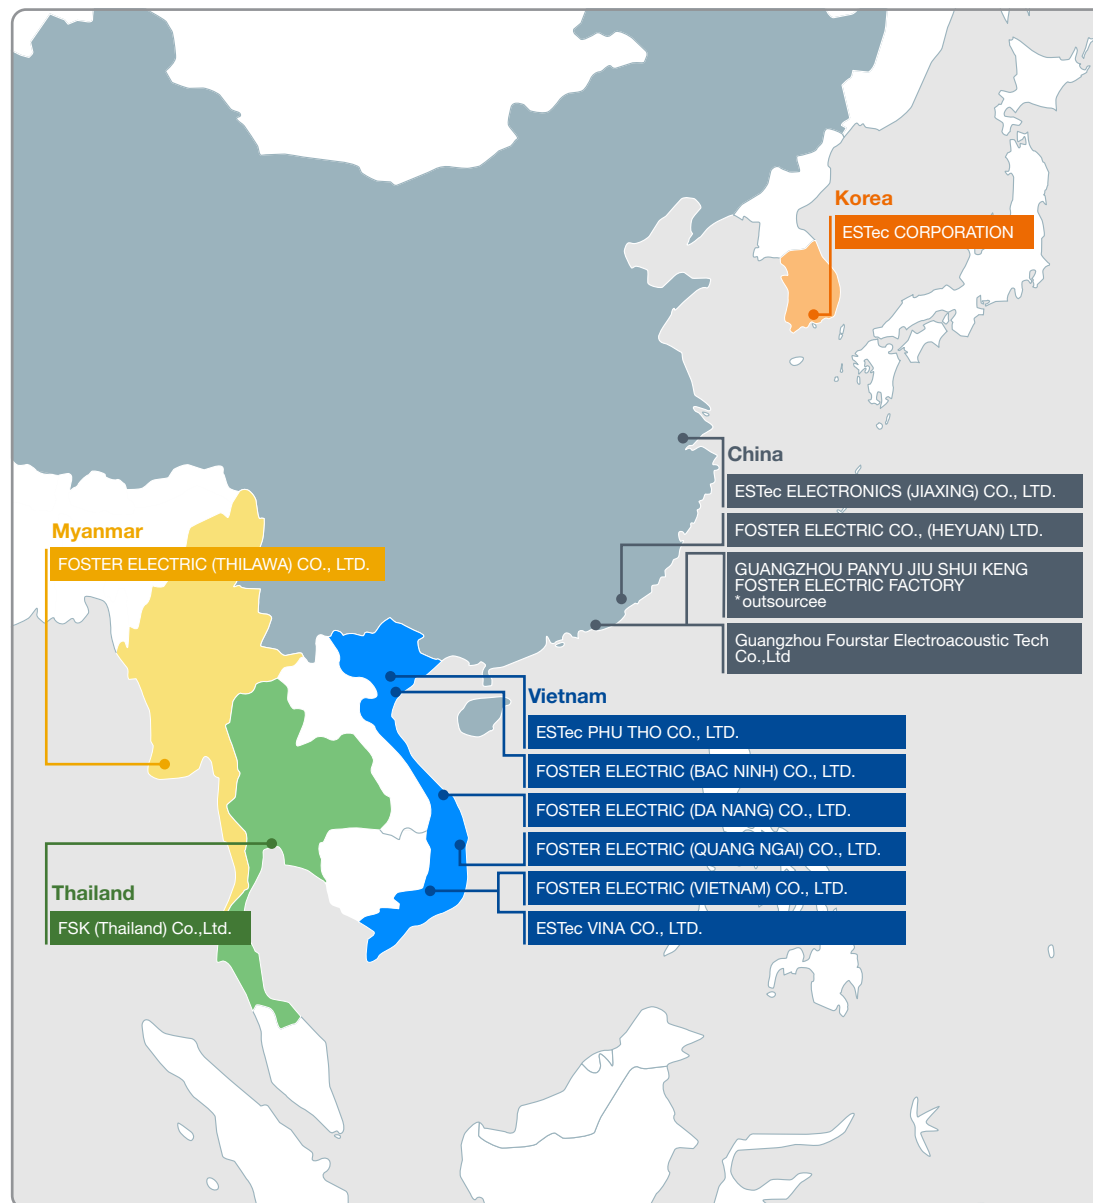 Korea
ESTec CORPORATION
China
ESTec ELECTRONICS (JIAXING) CO., LTD.
FOSTER ELECTRIC CO., (HEYUAN) LTD.
GUANGZHOU PANYU JIU SHUI KENG
FOSTER ELECTRIC FACTORY
*outsourcee
Guangzhou Fourstar Electroacoustic Tech
Co.,Ltd
Myanmar
FOSTER ELECTRIC (THILAWA) CO., LTD.
Vietnam
ESTec PHU THO CO., LTD.
FOSTER ELECTRIC (BAC NINH) CO., LTD.
FOSTER ELECTRIC (DA NANG) CO., LTD.
FOSTER ELECTRIC (QUANG NGAI) CO., LTD.
FOSTER ELECTRIC (VIETNAM) CO., LTD.
ESTec VINA CO., LTD.
Thailand
FSK (Thailand) Co.,Ltd.